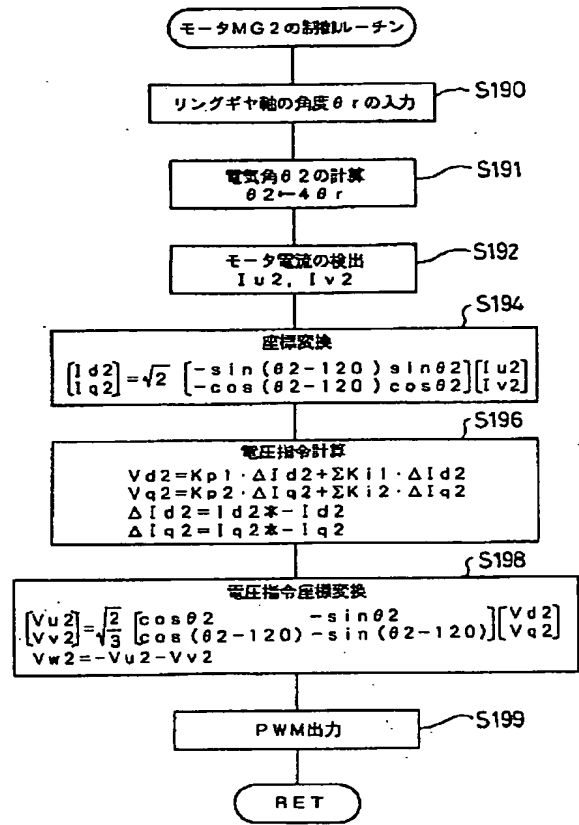 モータMG2の制御ルーチン
リングギヤ軸の角度θrの入力
S190
電気角θ2の計算
S191
θ2←4θr
モータ電流の検出
S192
Iu2, Iv2
S194
座標変換
[Id2] =√2 [-sin(θ2-120) sinθ2] [Iu2]
[Iq2] [-cos(θ2-120) cosθ2] [Iv2]
S196
電圧指令計算
Vd2=Kp1・ΔId2+ΣKi1・ΔId2
Vq2=Kp2・ΔIq2+ΣKi2・ΔIq2
ΔId2=Id2*-Id2
ΔIq2=Iq2*-Iq2
S198
電圧指令座標変換
[Vu2] =√2/3 [cosθ2 -sinθ2] [Vd2]
[Vv2] [cos(θ2-120) -sin(θ2-120)] [Vq2]
Vw2=-Vu2-Vv2
PWM出力
S199
RET